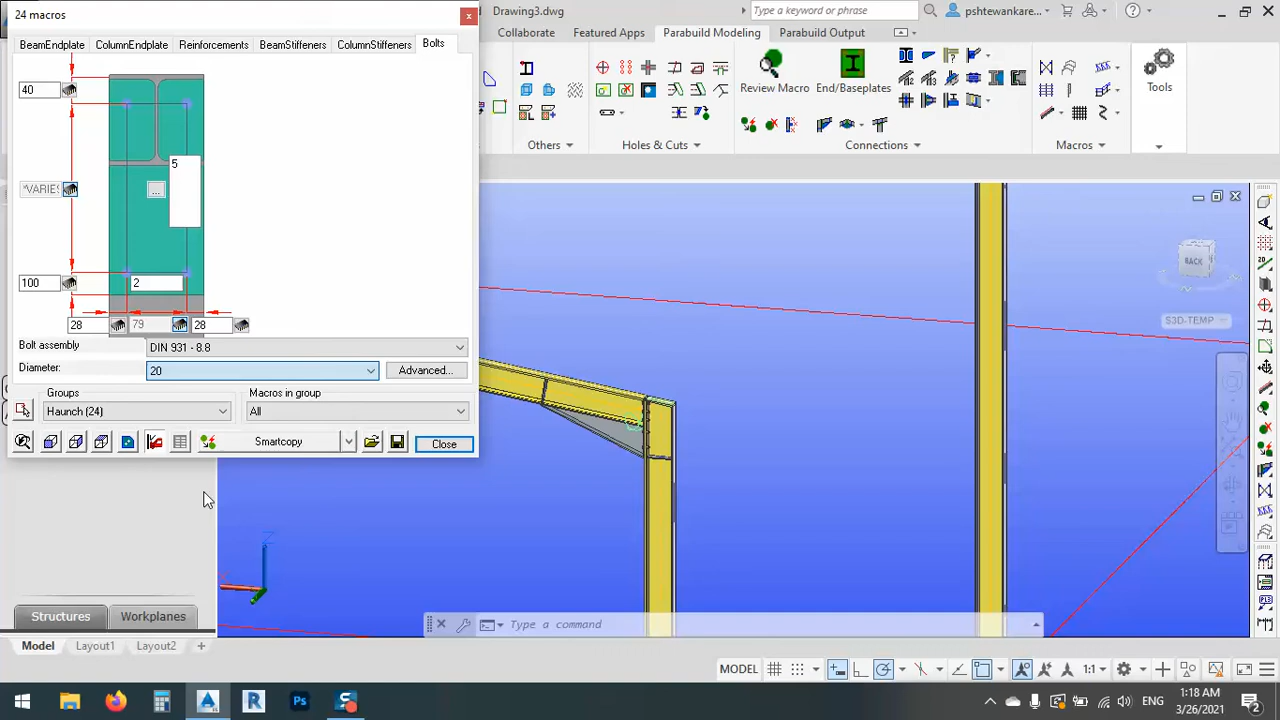 24 macros
Drawing3.dwg
Type a keyword or phrase
pshtewankare...
Collaborate
Featured Apps
Parabuild Modeling
Parabuild Output
BeamEndplate
ColumnEndplate
Reinforcements
BeamStiffeners
ColumnStiffeners
Bolts
40
*VARIES
5
...
100
2
28
79
28
Bolt assembly
DIN 931 - 8.8
Diameter:
20
Advanced...
Groups
Haunch (24)
Macros in group
All
Smartcopy
Close
Review Macro
End/Baseplates
Tools
Others
Holes & Cuts
Connections
Macros
BACK
S3D-TEMP
Z
Structures
Workplanes
Type a command
Model
Layout1
Layout2
+
MODEL
1:1
ENG
1:18 AM
3/26/2021
2